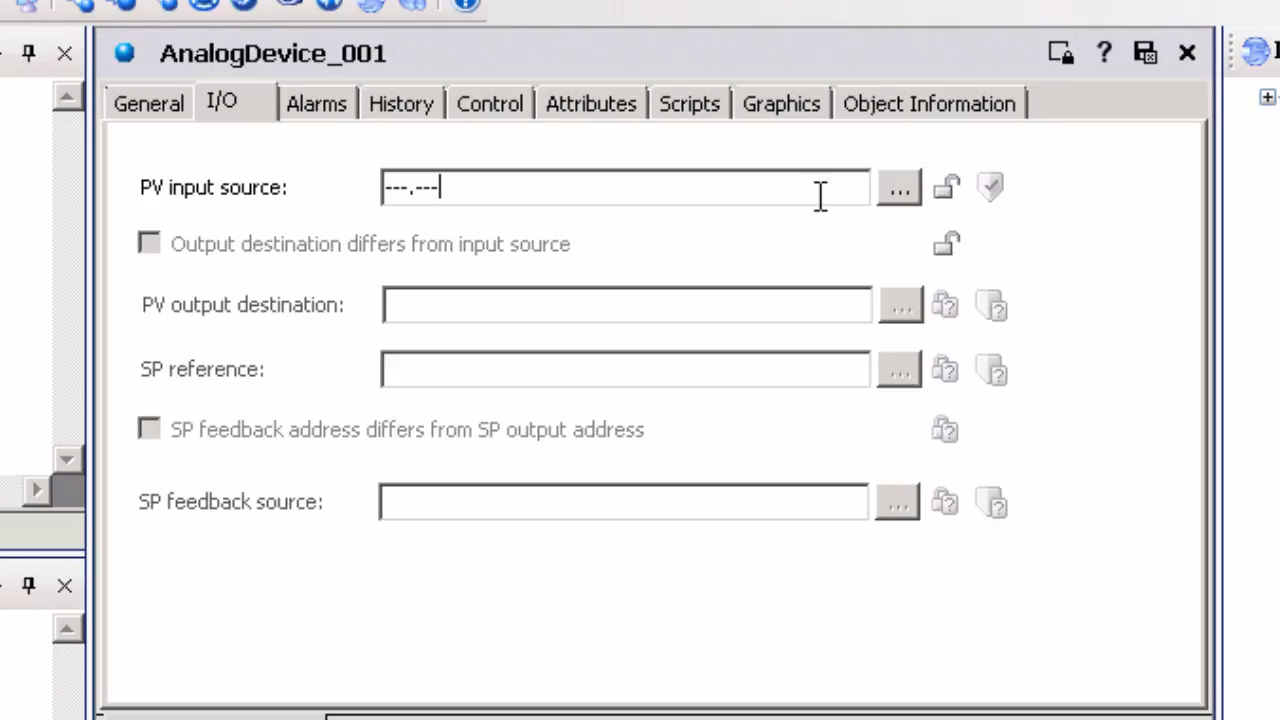 AnalogDevice_001
General I/O Alarms History Control Attributes Scripts Graphics Object Information
PV input source: ---.--- ...
Output destination differs from input source
PV output destination: ...
SP reference: ...
SP feedback address differs from SP output address
SP feedback source: ...